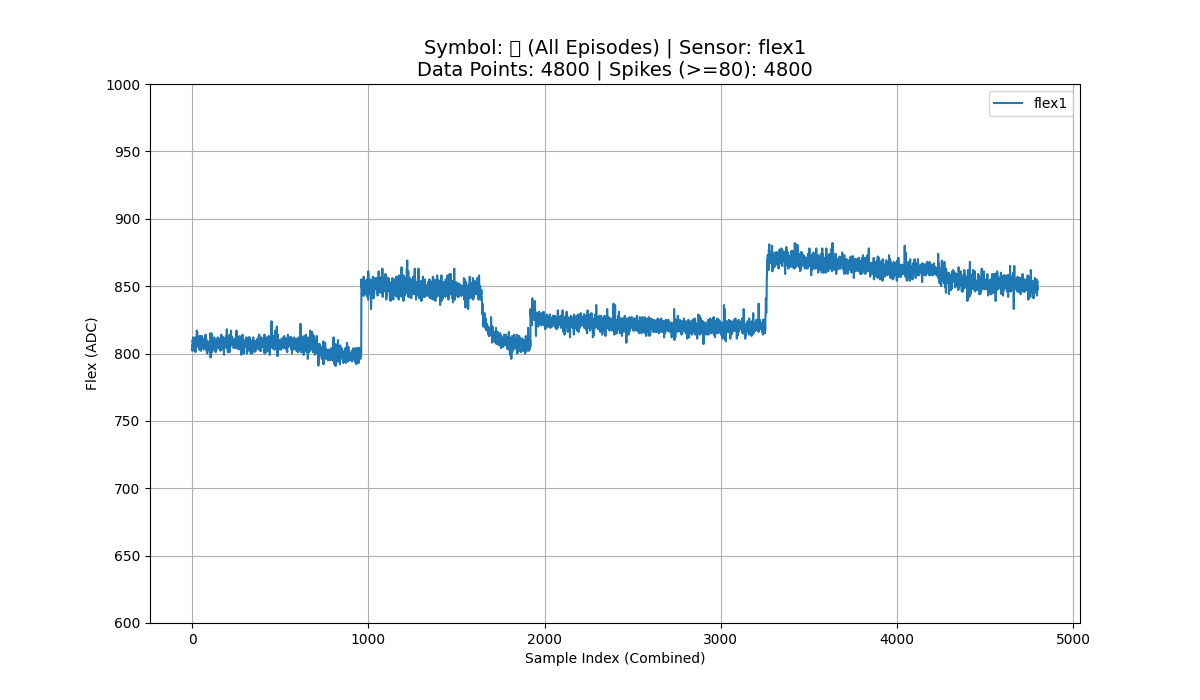 Symbol: (All Episodes) | Sensor: flex1
Data Points: 4800 | Spikes (>=80): 4800
flex1
1000
950
900
850
800
750
700
650
600
Flex (ADC)
0 1000 2000 3000 4000 5000
Sample Index (Combined)